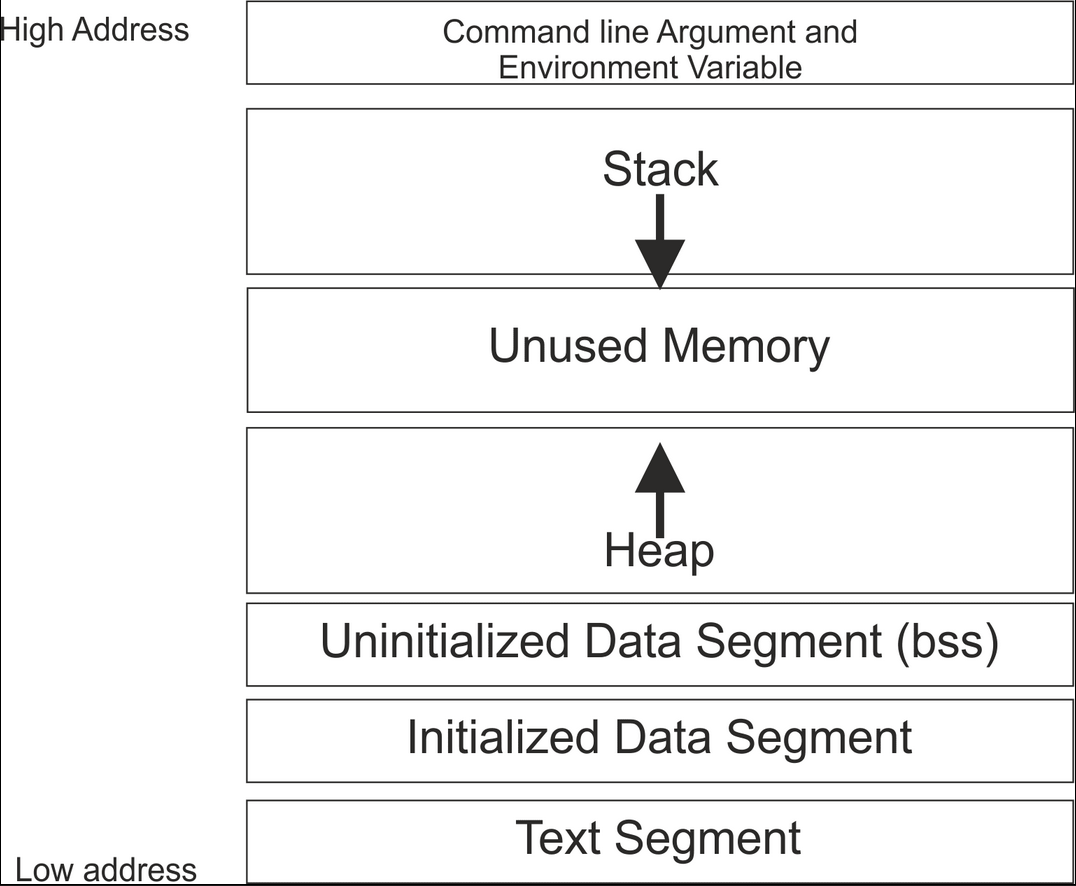 High Address
Command line Argument and
Environment Variable
Stack
Unused Memory
Heap
Uninitialized Data Segment (bss)
Initialized Data Segment
Text Segment
Low address